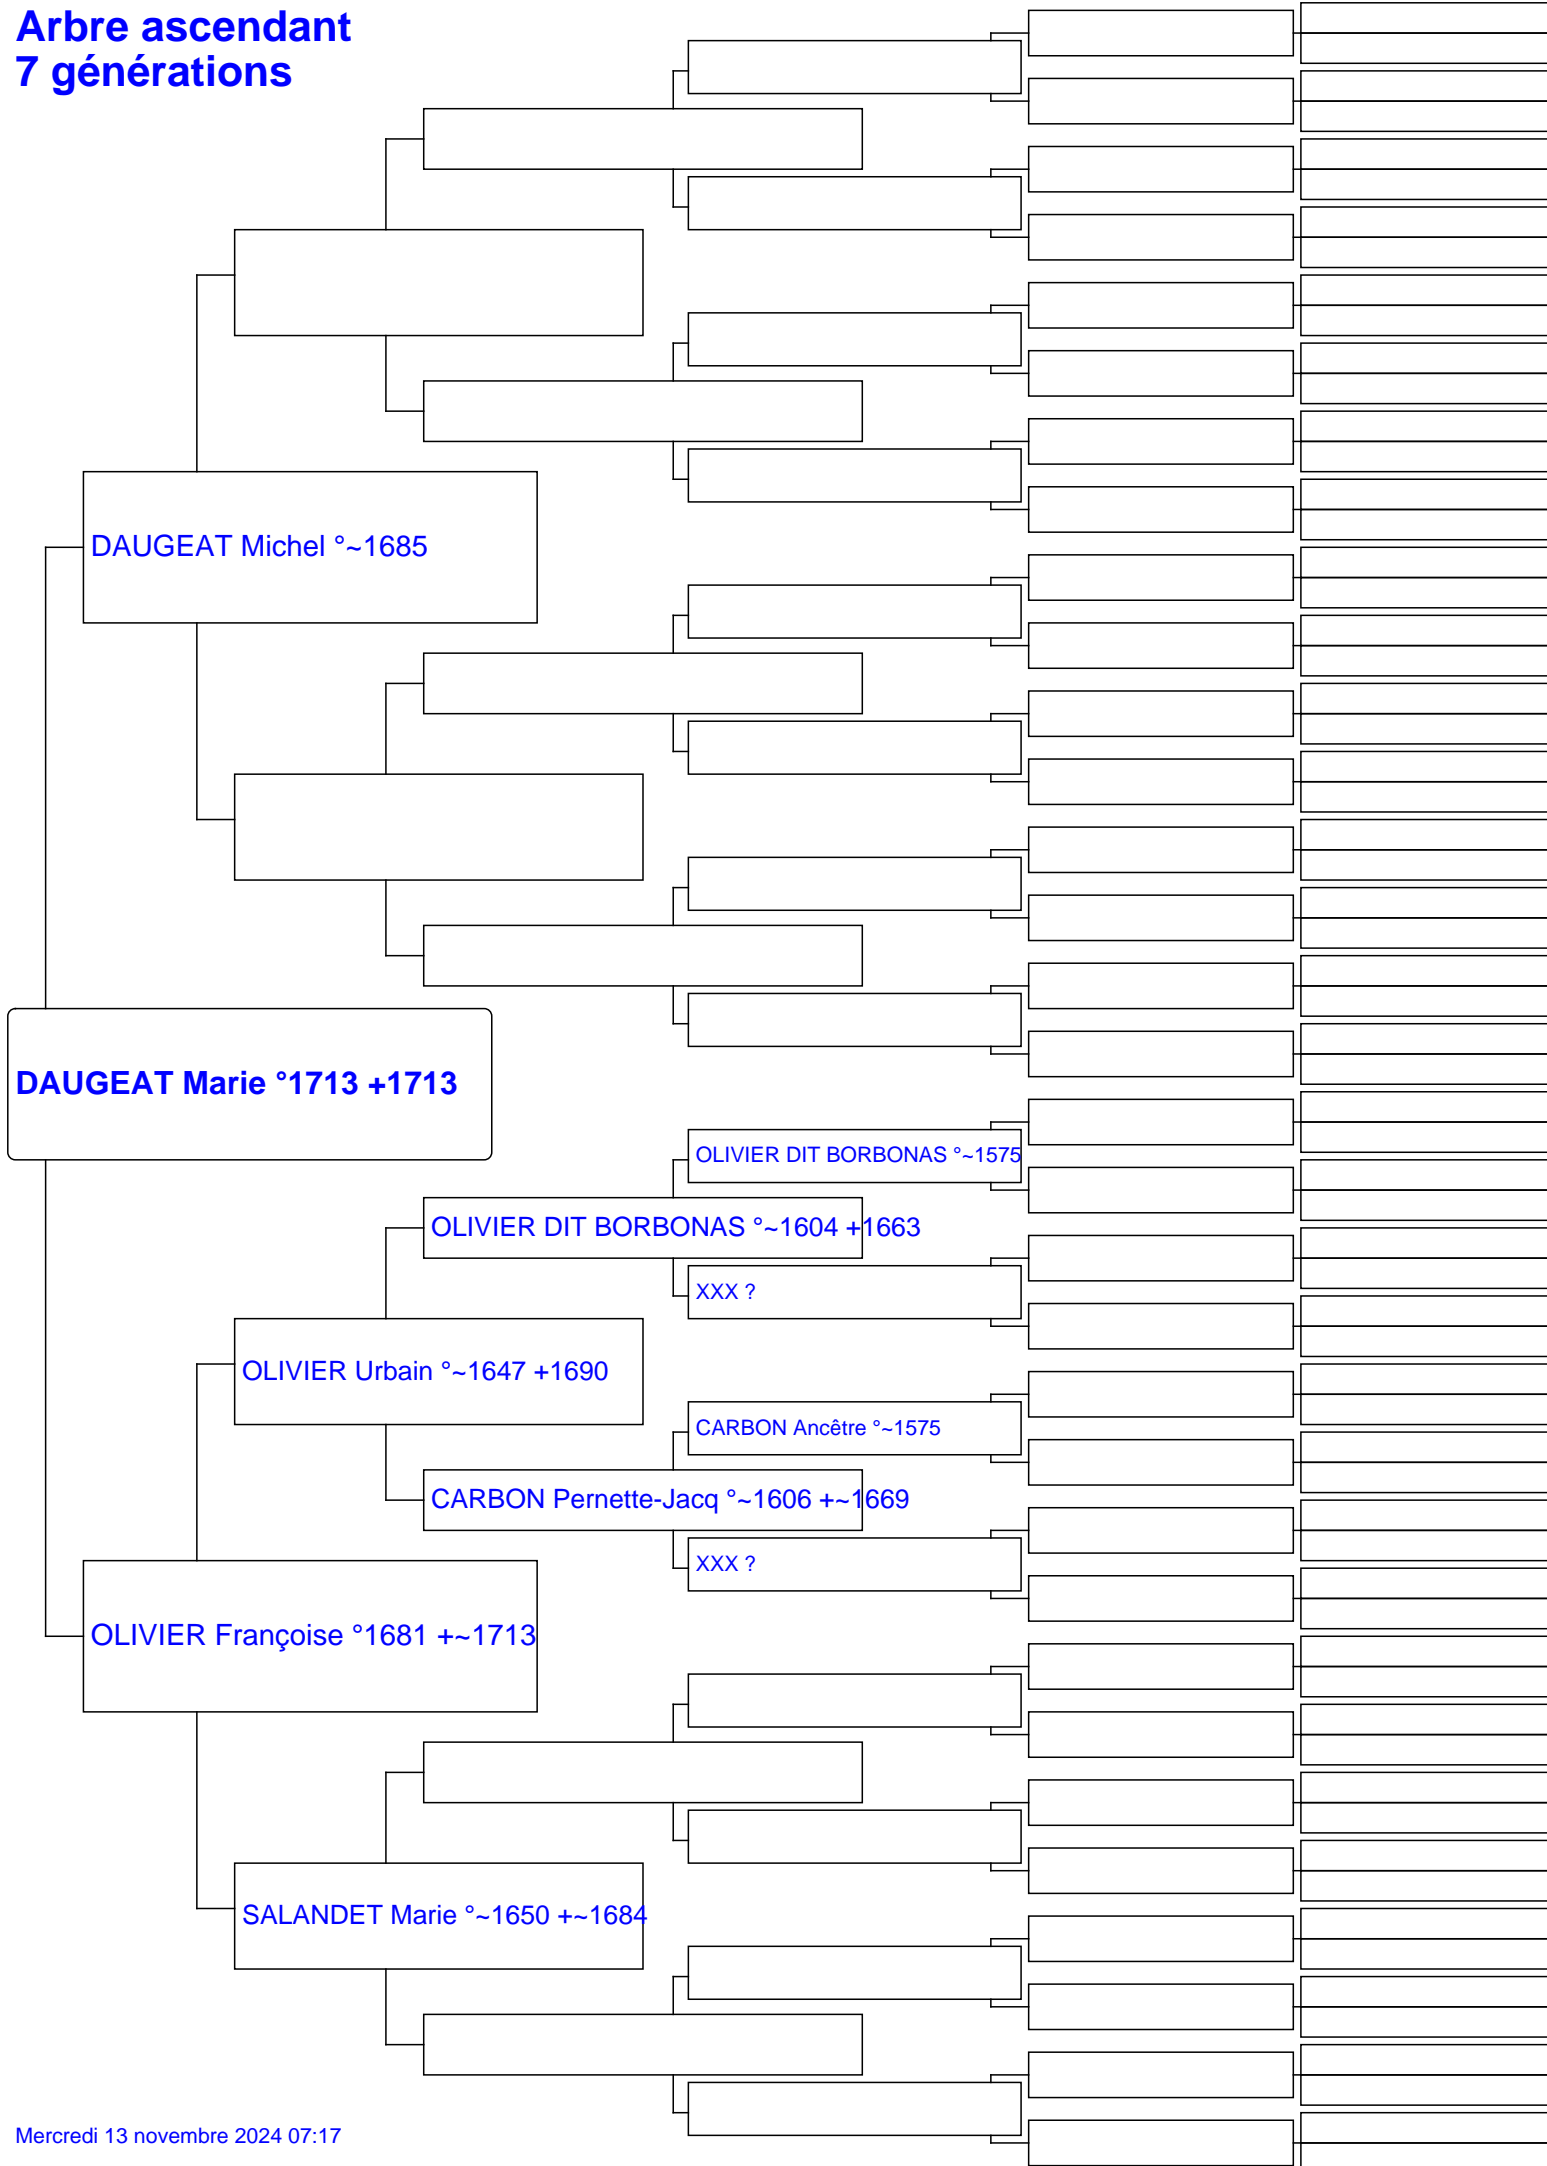 Arbre ascendant
7 générations
DAUGEAT Michel °~1685
DAUGEAT Marie °1713 +1713
OLIVIER DIT BORBONAS °~1575
OLIVIER DIT BORBONAS °~1604 +1663
XXX ?
OLIVIER Urbain °~1647 +1690
CARBON Ancêtre °~1575
CARBON Pernette-Jacq °~1606 +~1669
XXX ?
OLIVIER Françoise °1681 +~1713
SALANDET Marie °~1650 +~1684
Mercredi 13 novembre 2024 07:17